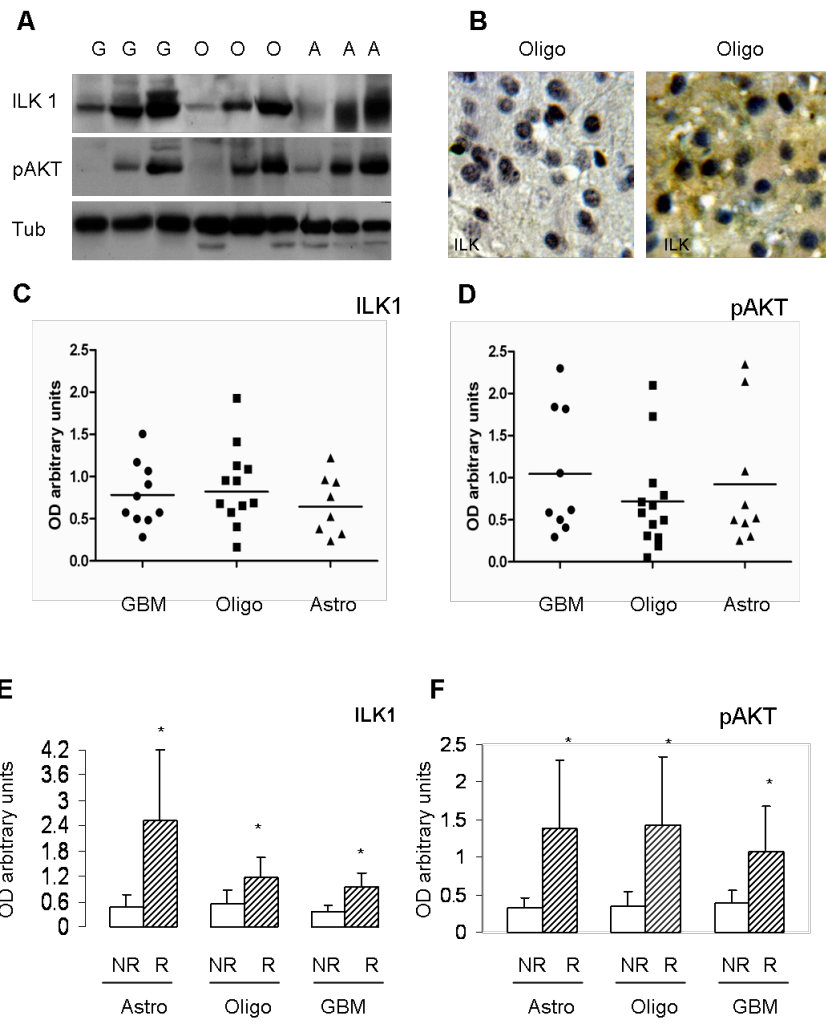 A
G G G O O O A A A
ILK 1
pAKT
Tub
B
Oligo Oligo
ILK ILK
C
ILK1
OD arbitrary units
2.5
2.0
1.5
1.0
0.5
0.0
GBM Oligo Astro
D
pAKT
OD arbitrary units
2.5
2.0
1.5
1.0
0.5
0.0
GBM Oligo Astro
E
ILK1
OD arbitrary units
4.2
3.6
3
2.4
1.8
1.2
0.6
0
* * *
NR R NR R NR R
Astro Oligo GBM
F
pAKT
OD arbitrary units
2.5
2
1.5
1
0.5
0
* * *
NR R NR R NR R
Astro Oligo GBM